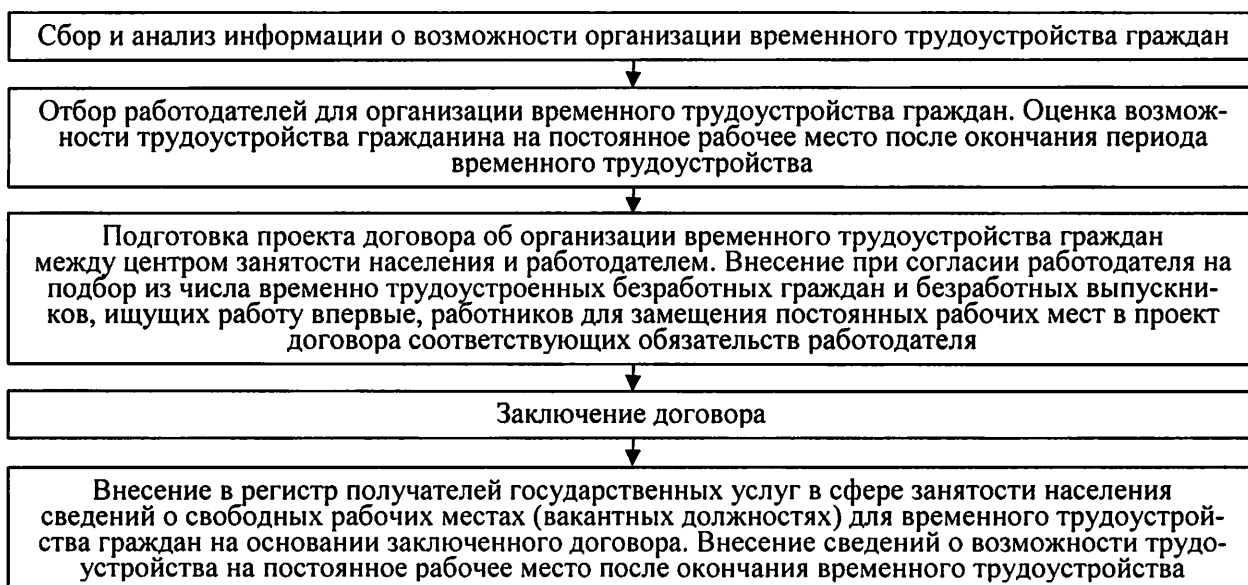 Сбор и анализ информации о возможности организации временного трудоустройства граждан
Отбор работодателей для организации временного трудоустройства граждан. Оценка возмож-
ности трудоустройства гражданина на постоянное рабочее место после окончания периода
временного трудоустройства
Подготовка проекта договора об организации временного трудоустройства граждан
между центром занятости населения и работодателем. Внесение при согласии работодателя на
подбор из числа временно трудоустроенных безработных граждан и безработных выпускни-
ков, ищущих работу впервые, работников для замещения постоянных рабочих мест в проект
договора соответствующих обязательств работодателя
Заключение договора
Внесение в регистр получателей государственных услуг в сфере занятости населения
сведений о свободных рабочих местах (вакантных должностях) для временного трудоустрой-
ства граждан на основании заключенного договора. Внесение сведений о возможности трудо-
устройства на постоянное рабочее место после окончания временного трудоустройства